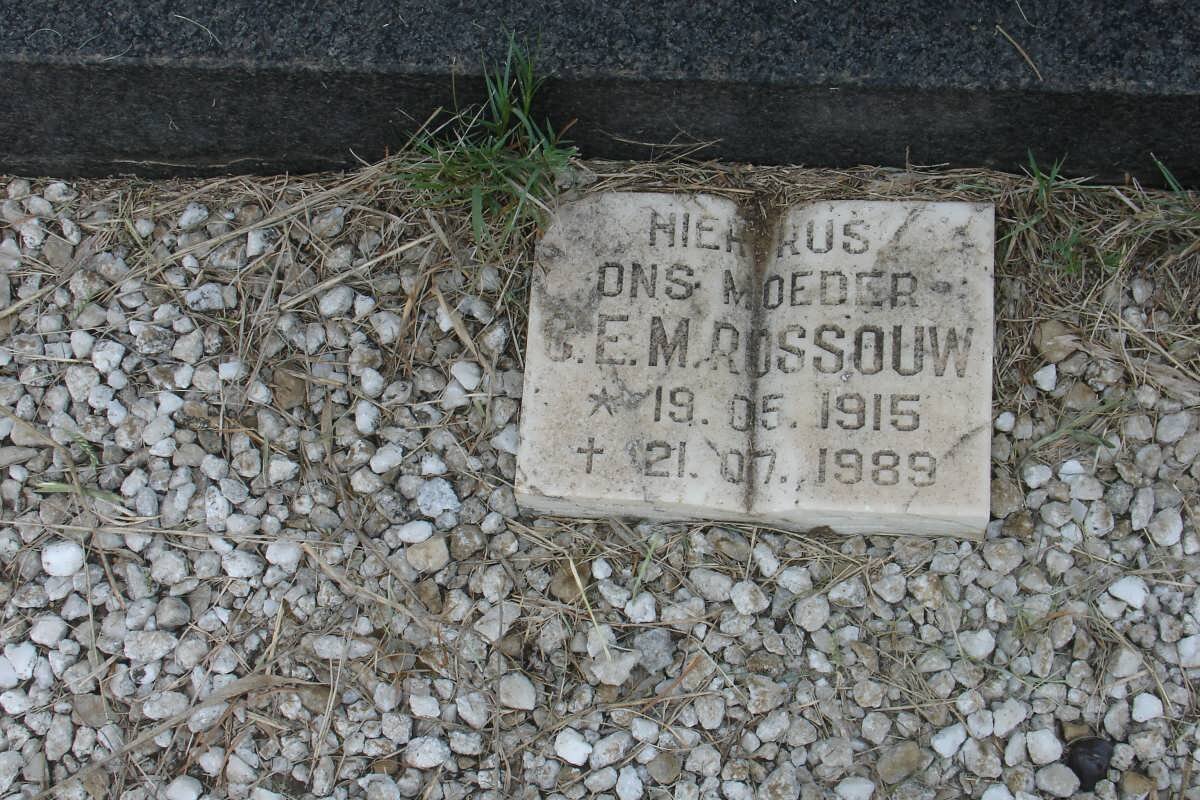 HIER RUS
ONS MOEDER
C.E.M. ROSSOUW
* 19. 05. 1915
† 21. 07. 1989